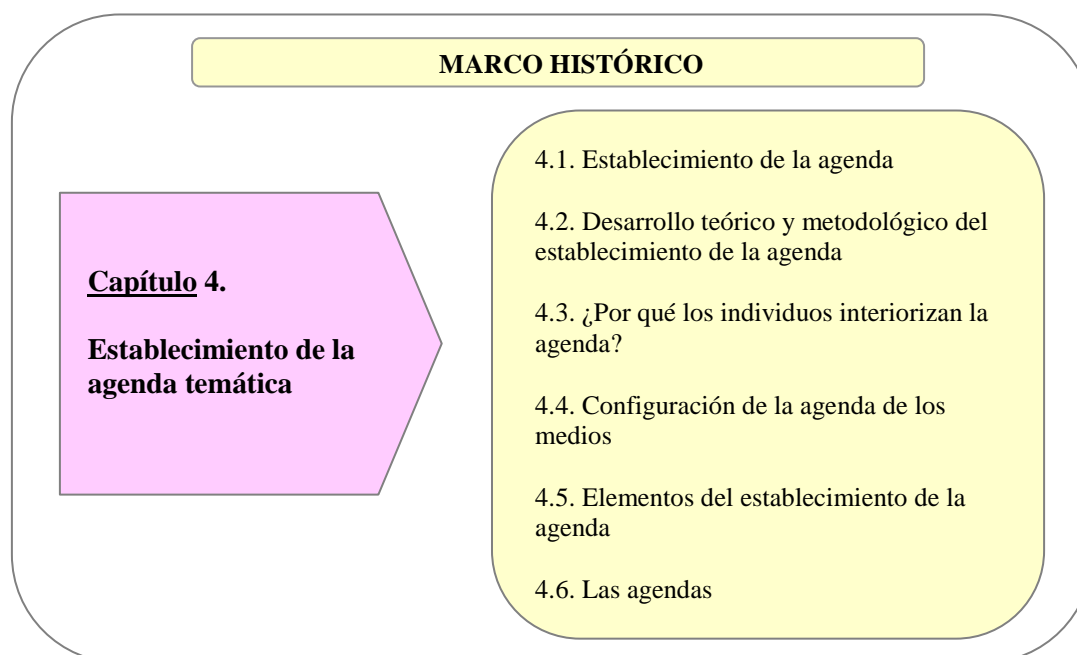 MARCO HISTÓRICO
Capítulo 4.
Establecimiento de la
agenda temática
4.1. Establecimiento de la agenda
4.2. Desarrollo teórico y metodológico del
establecimiento de la agenda
4.3. ¿Por qué los individuos interiorizan la
agenda?
4.4. Configuración de la agenda de los
medios
4.5. Elementos del establecimiento de la
agenda
4.6. Las agendas